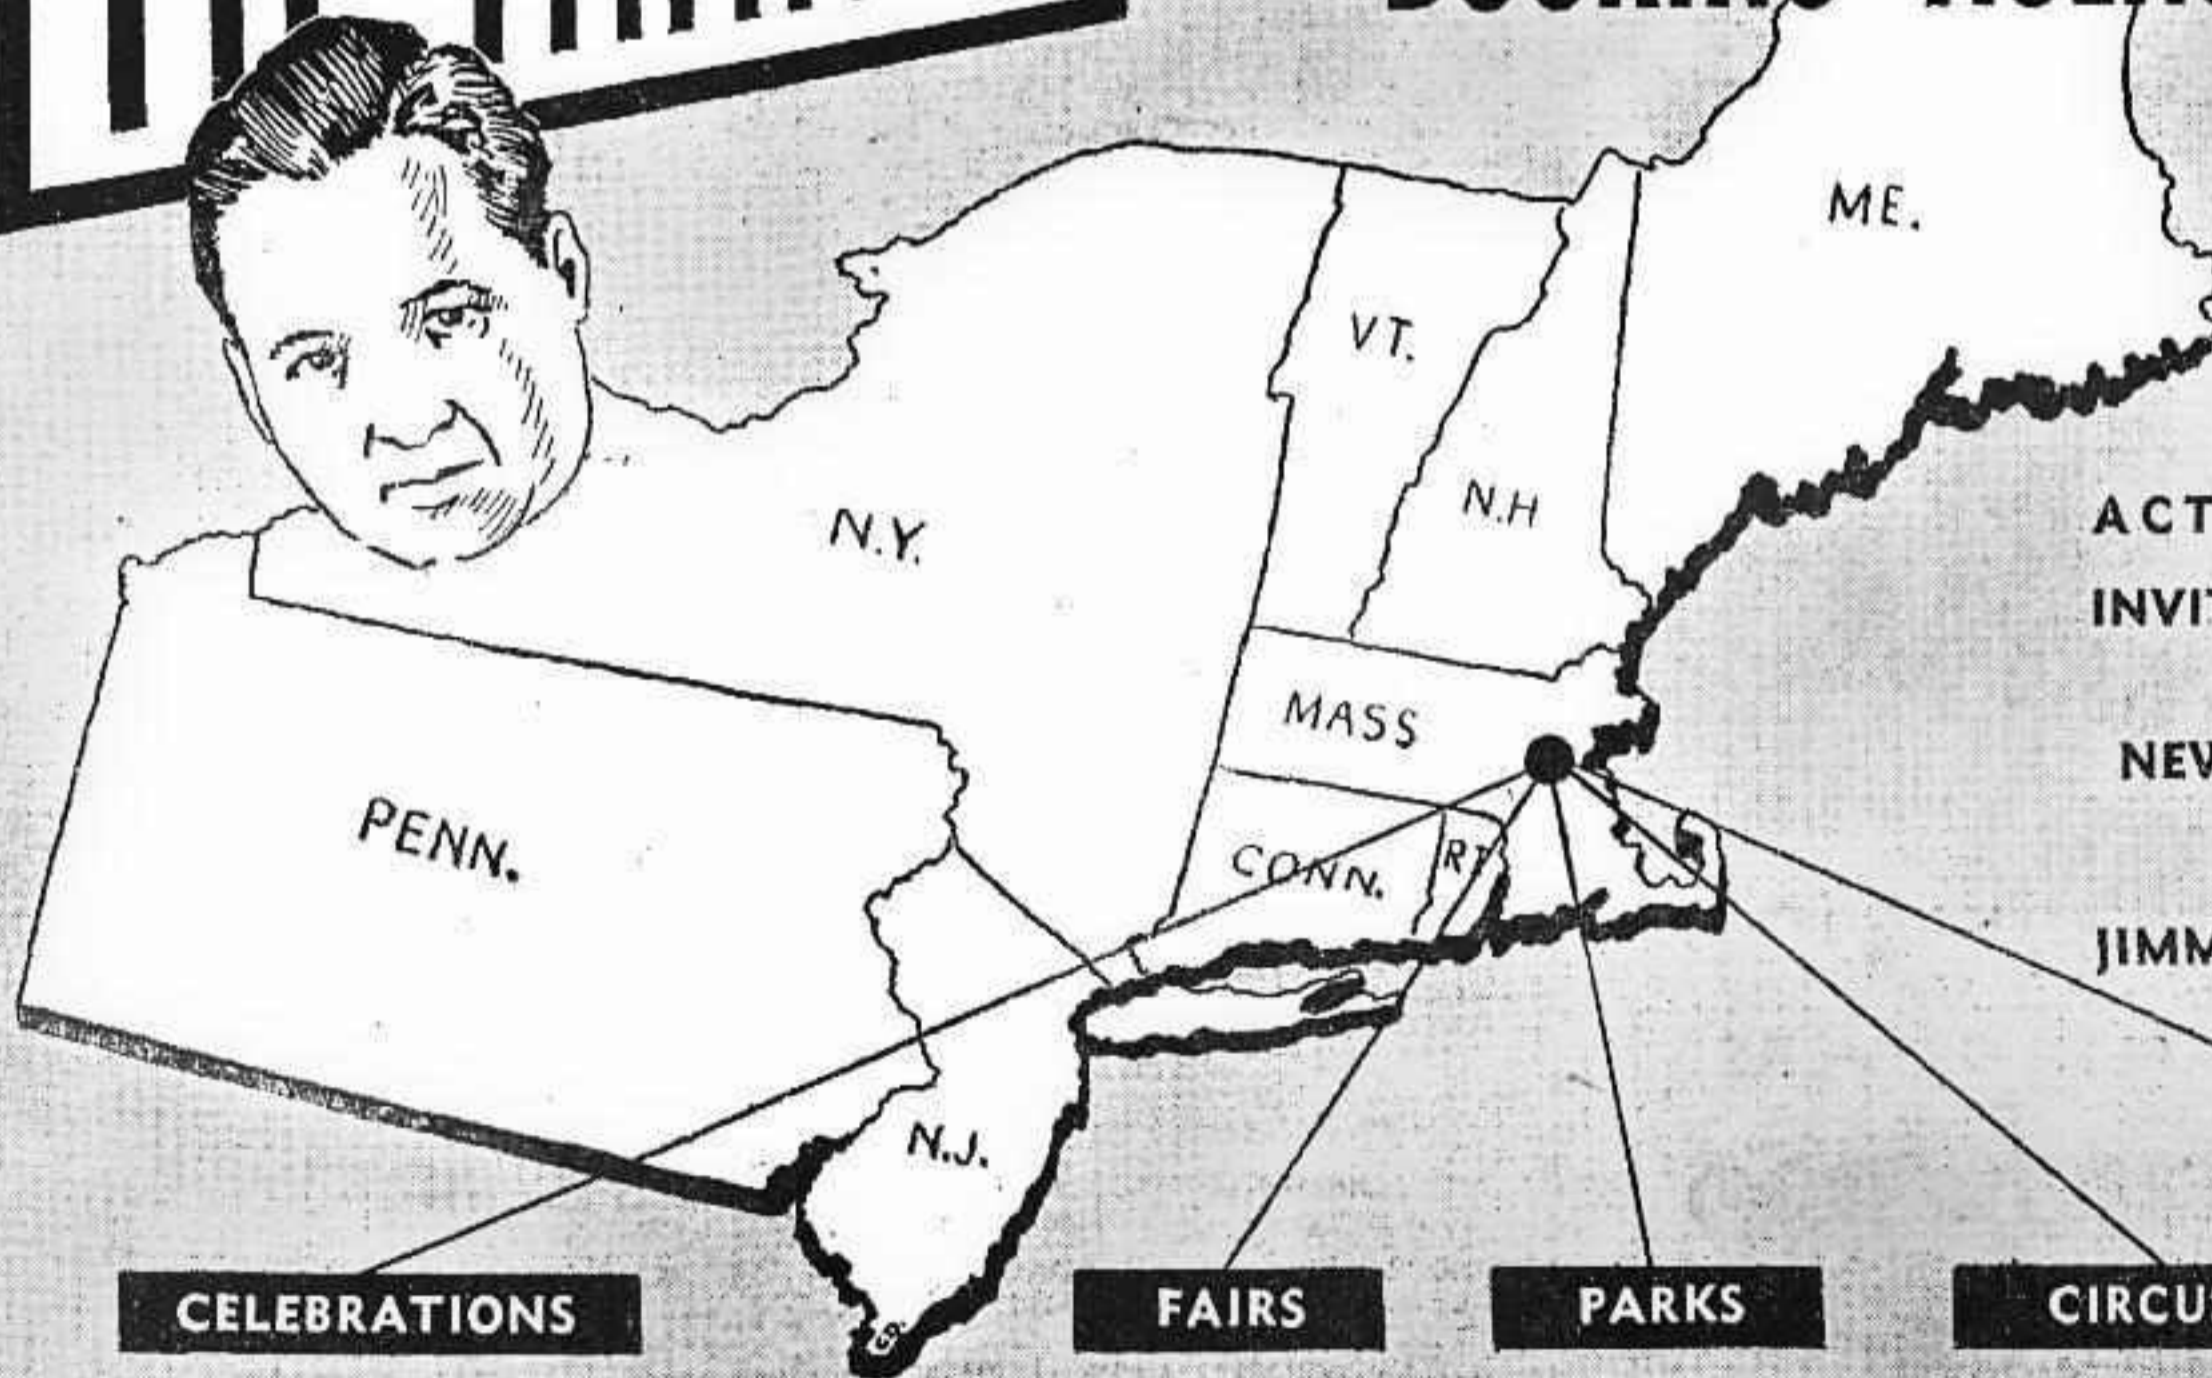 ME.
VT.
N.H
N.Y.
ACT
INVI
MASS
NEW
PENN.
CONN.
R.I
JIMM
N.J.
CELEBRATIONS
FAIRS
PARKS
CIRCU